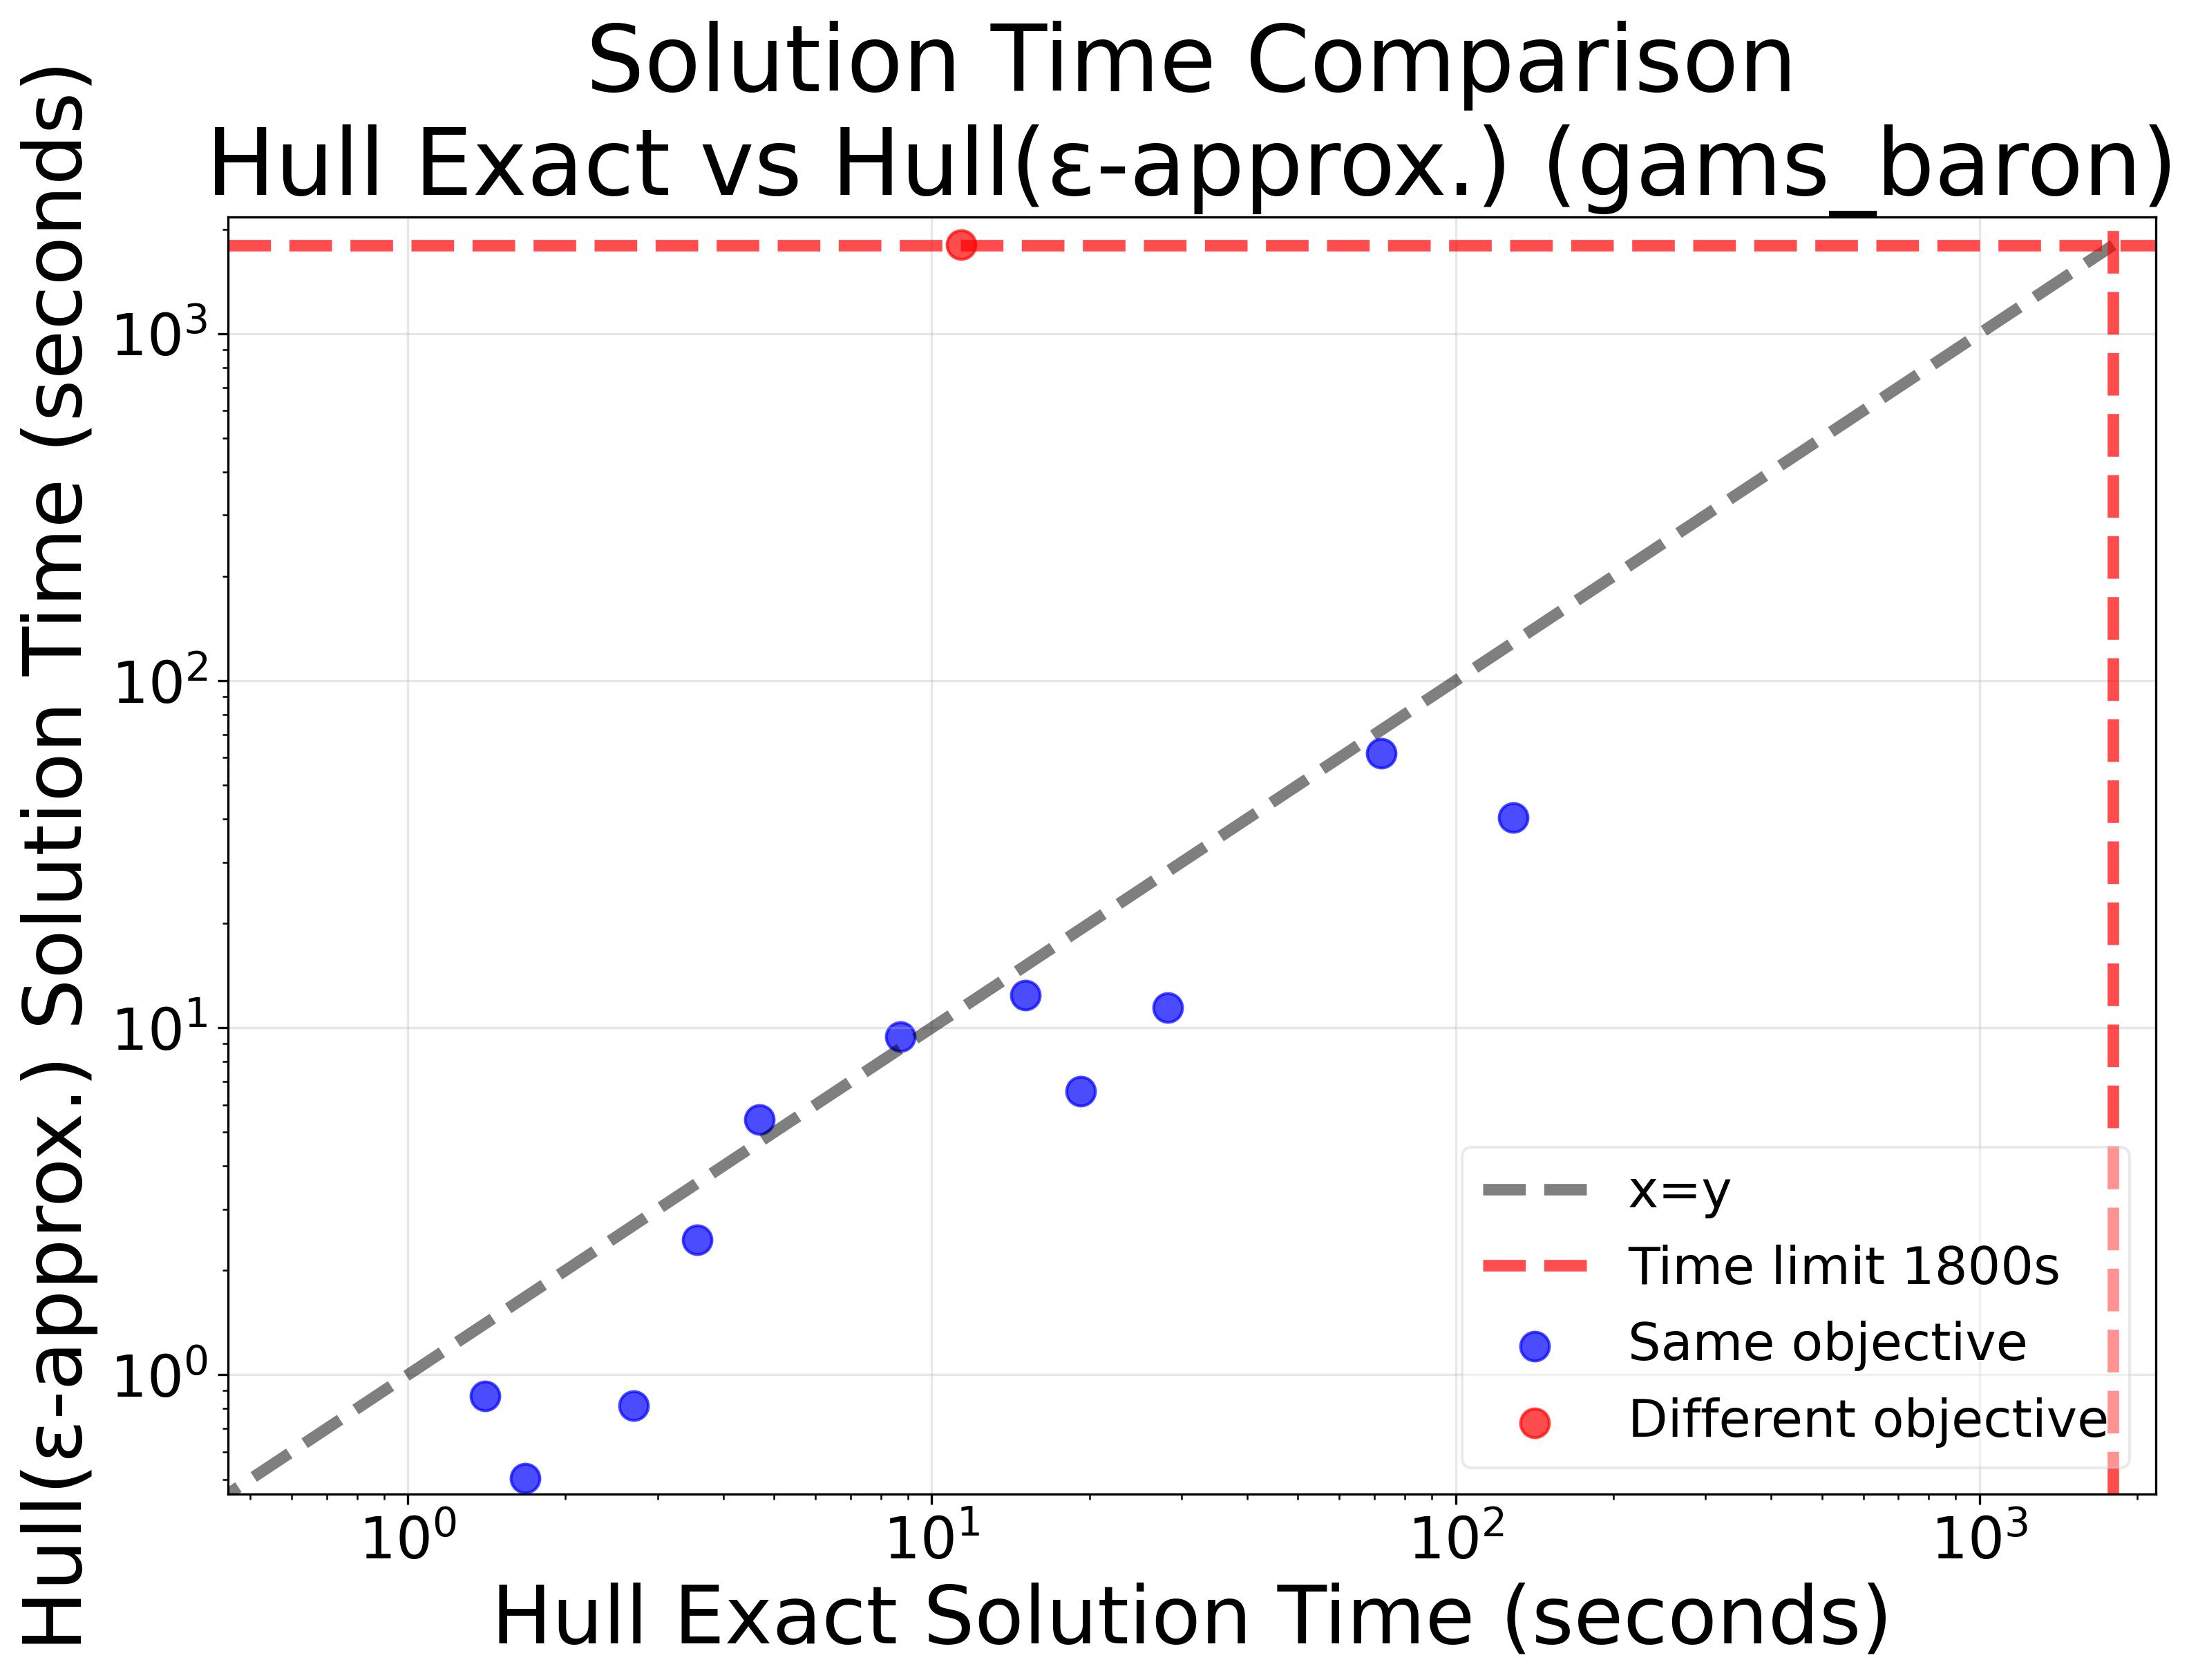 Solution Time Comparison
Hull Exact vs Hull(ε-approx.) (gams_baron)
Hull(ε-approx.) Solution Time (seconds)
10³
10²
10¹
10⁰
x=y
Time limit 1800s
Same objective
Different objective
10⁰ 10¹ 10² 10³
Hull Exact Solution Time (seconds)